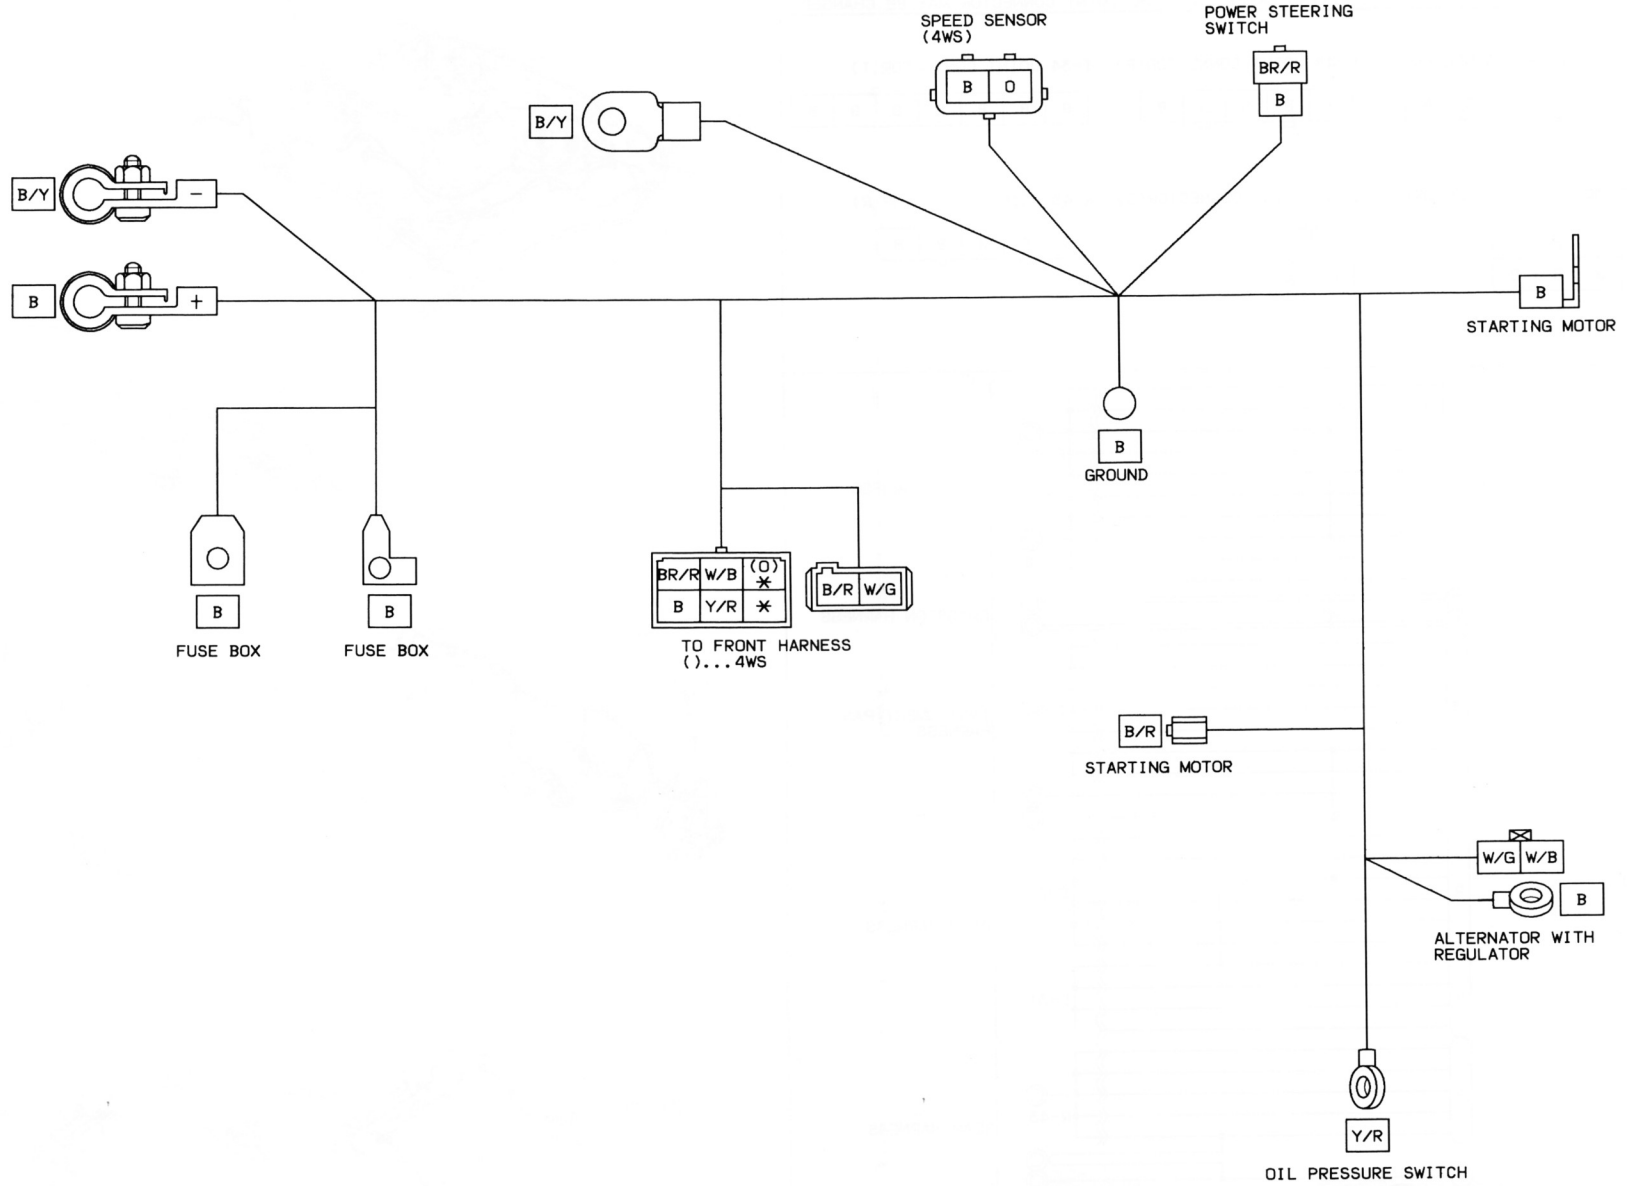 SPEED SENSOR
(4WS)
POWER STEERING
SWITCH
B O
BR/R
B
B/Y
B/Y
-
B
+
B
STARTING MOTOR
B
GROUND
BR/R W/B (O)
*
B Y/R *
B/R W/G
TO FRONT HARNESS
()...4WS
B
FUSE BOX
B
FUSE BOX
B/R
STARTING MOTOR
W/G W/B
B
ALTERNATOR WITH
REGULATOR
Y/R
OIL PRESSURE SWITCH